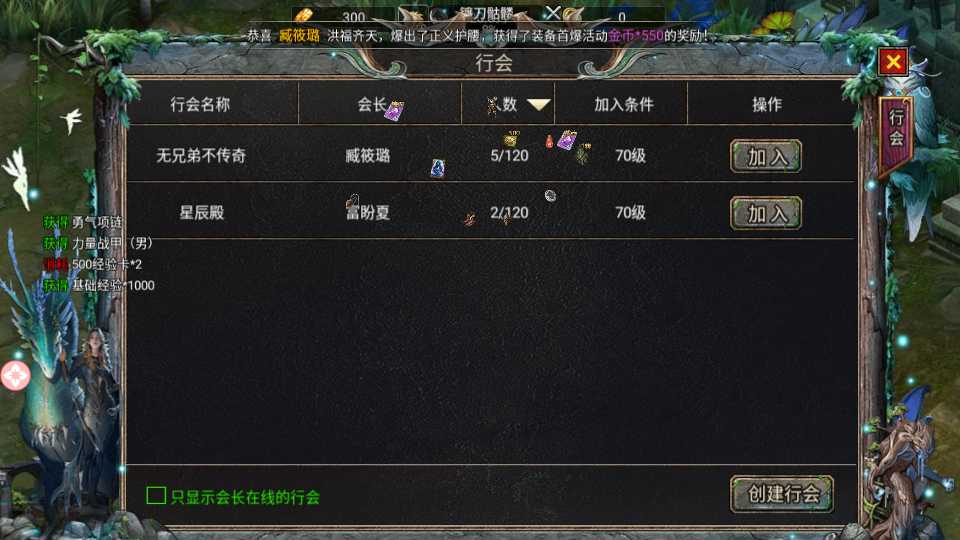 300 镰刀骷髅 0
恭喜 臧筱璐 洪福齐天，爆出了正义护腰，获得了装备首爆活动金币*550的奖励！
行会
行会名称 会长 数 加入条件 操作
行会
无兄弟不传奇 臧筱璐 5/120 70级 加入
星辰殿 富盼夏 2/120 70级 加入
获得 勇气项链
获得 力量战甲（男）
消耗 500经验卡*2
获得 基础经验*1000
只显示会长在线的行会 创建行会